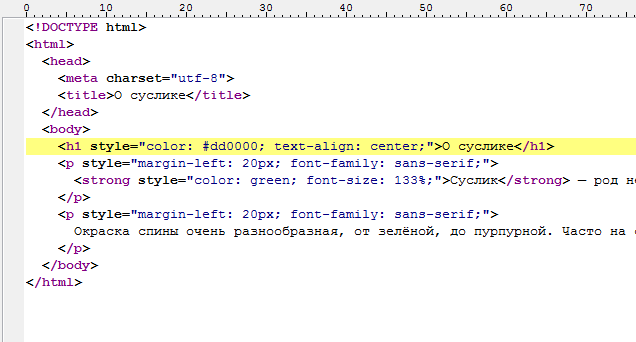 0 10 20 30 40 50 60 70
<!DOCTYPE html>
<html>
<head>
<meta charset="utf-8">
<title>О суслике</title>
</head>
<body>
<h1 style="color: #dd0000; text-align: center;">О суслике</h1>
<p style="margin-left: 20px; font-family: sans-serif;">
<strong style="color: green; font-size: 133%;">Суслик</strong> — род
</p>
<p style="margin-left: 20px; font-family: sans-serif;">
Окраска спины очень разнообразная, от зелёной, до пурпурной. Часто на
</p>
</body>
</html>